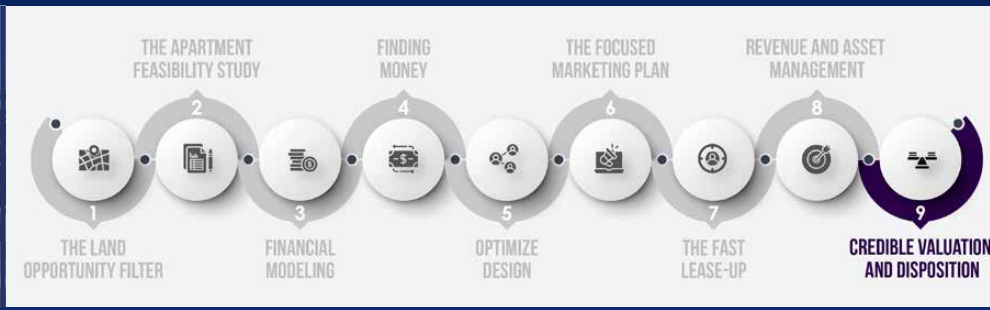 THE APARTMENT
FEASIBILITY STUDY
FINDING
MONEY
THE FOCUSED
MARKETING PLAN
REVENUE AND ASSET
MANAGEMENT
2
4
6
8
1
3
5
7
9
THE LAND
OPPORTUNITY FILTER
FINANCIAL
MODELING
OPTIMIZE
DESIGN
THE FAST
LEASE-UP
CREDIBLE VALUATION
AND DISPOSITION